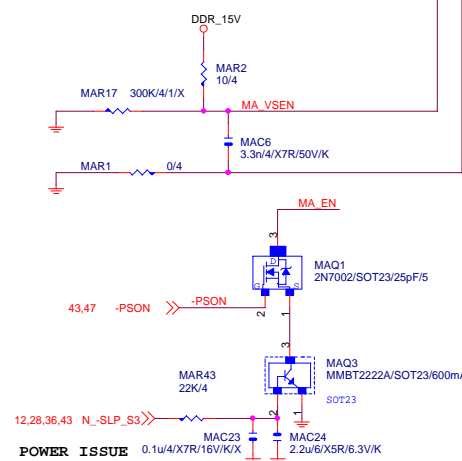 DDR_15V
MAR2
10/4
MAR17 300K/4/1/X
MA_VSEN
MAC6
3.3n/4/X7R/50V/K
MAR1 0/4
MA_EN
3
D
G S
MAQ1
2N7002/SOT23/25pF/5
43,47 -PSON -PSON
2 1
3
MAQ3
MMBT2222A/SOT23/600m
SOT23
MAR43
22K/4
2 1
12,28,36,43 N_-SLP_S3
MAC23
0.1u/4/X7R/16V/K/X
MAC24
2.2u/6/X5R/6.3V/K
POWER ISSUE